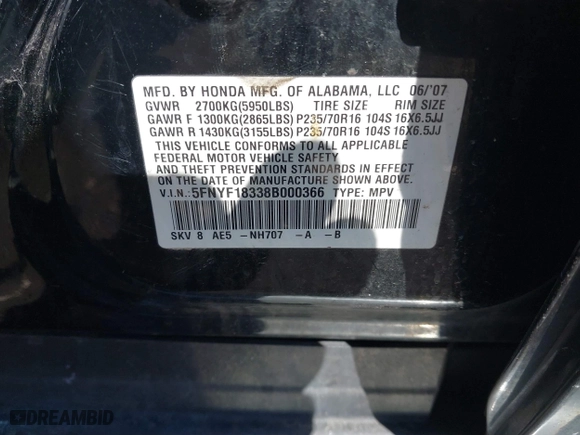 MFD. BY HONDA MFG. OF ALABAMA, LLC 06/'07
GVWR 2700KG(5950LBS) TIRE SIZE RIM SIZE
GAWR F 1300KG(2865LBS) P235/70R16 104S 16X6.5JJ
GAWR R 1430KG(3155LBS) P235/70R16 104S 16X6.5JJ
THIS VEHICLE CONFORMS TO ALL APPLICABLE
FEDERAL MOTOR VEHICLE SAFETY
AND THEFT PREVENTION STANDARDS IN
EFFECT ON THE DATE OF MANUFACTURE SHOWN ABOVE.
V.I.N.: 5FNYF18338B000366 TYPE: MPV
SKV 8 AE5 -NH707 -A -B
DREAMBID